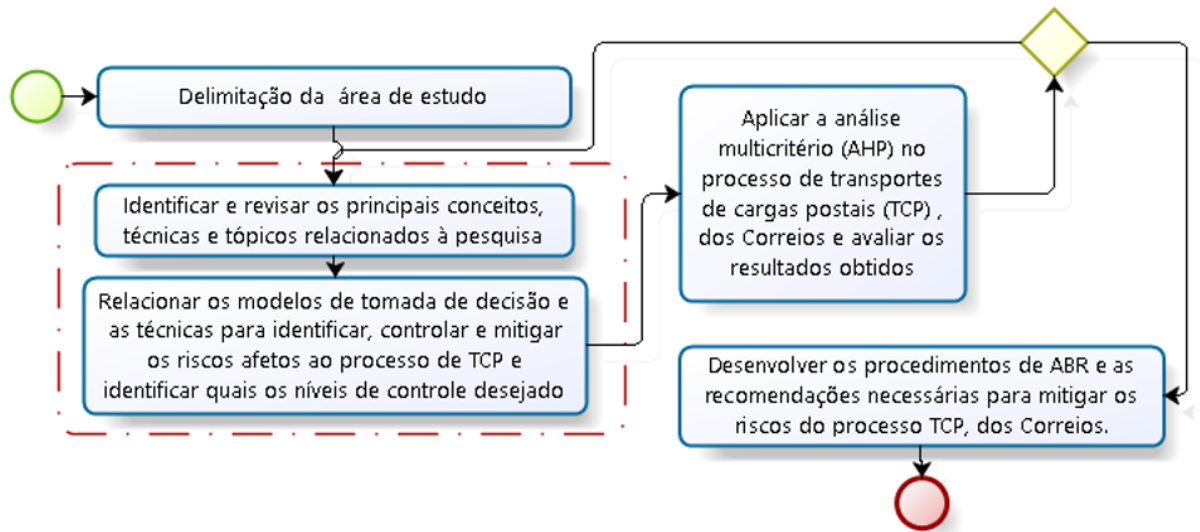 Delimitação da área de estudo
Identificar e revisar os principais conceitos,
técnicas e tópicos relacionados à pesquisa
Relacionar os modelos de tomada de decisão e
as técnicas para identificar, controlar e mitigar
os riscos afetos ao processo de TCP e
identificar quais os níveis de controle desejado
Aplicar a análise
multicritério (AHP) no
processo de transportes
de cargas postais (TCP) ,
dos Correios e avaliar os
resultados obtidos
Desenvolver os procedimentos de ABR e as
recomendações necessárias para mitigar os
riscos do processo TCP, dos Correios.